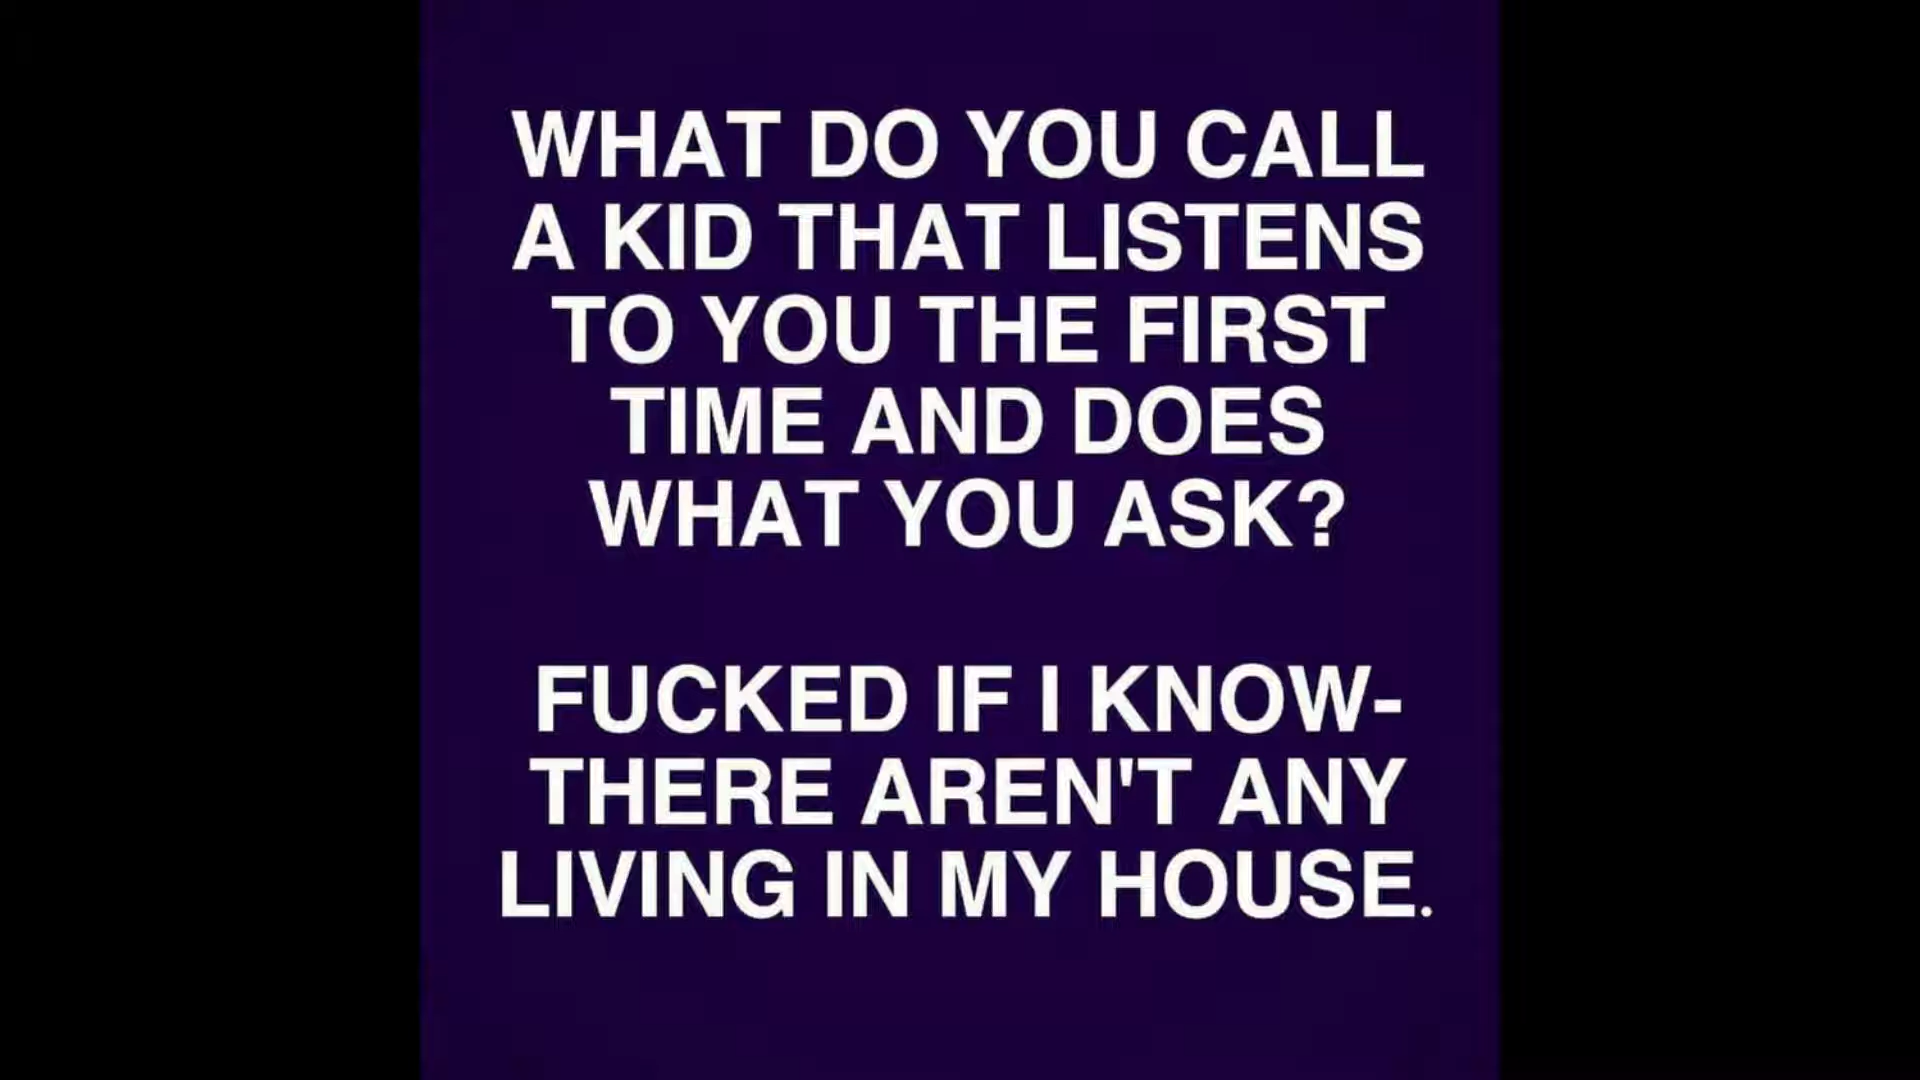 WHAT DO YOU CALL
A KID THAT LISTENS
TO YOU THE FIRST
TIME AND DOES
WHAT YOU ASK?
FUCKED IF I KNOW-
THERE AREN'T ANY
LIVING IN MY HOUSE.